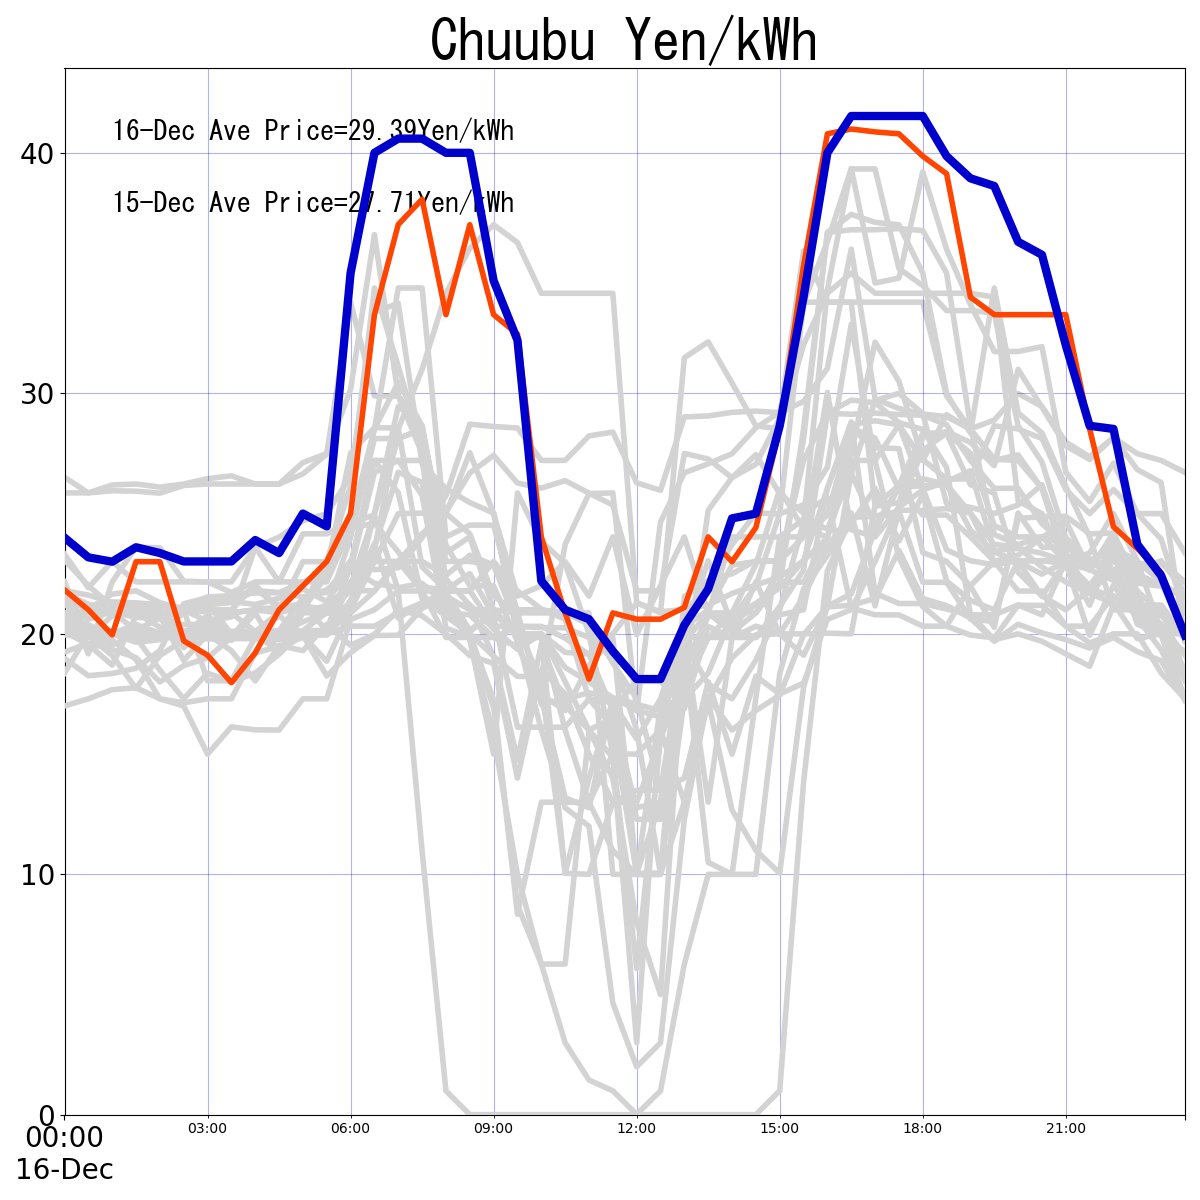 Chuubu Yen/kWh
16-Dec Ave Price=29.39Yen/kWh
15-Dec Ave Price=27.71Yen/kWh
40
30
20
10
0
00:00 03:00 06:00 09:00 12:00 15:00 18:00 21:00
16-Dec